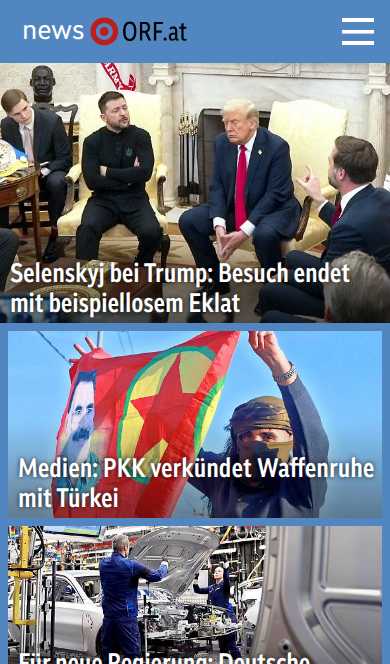 news ORF.at
Selenskyj bei Trump: Besuch endet
mit beispiellosem Eklat
Medien: PKK verkündet Waffenruhe
mit Türkei
Für neue Regierung: Deutsche